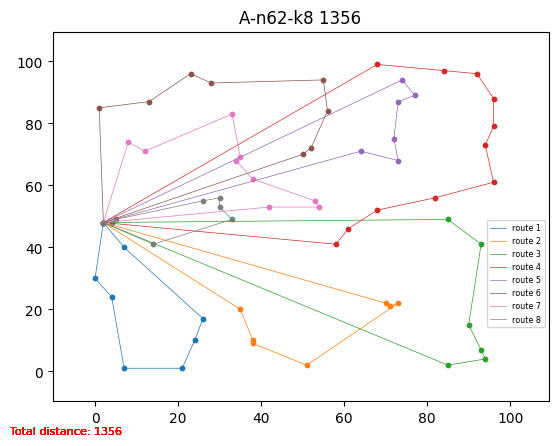 A-n62-k8 1356
100
80
60
40
20
0
0 20 40 60 80 100
route 1
route 2
route 3
route 4
route 5
route 6
route 7
route 8
Total distance: 1356